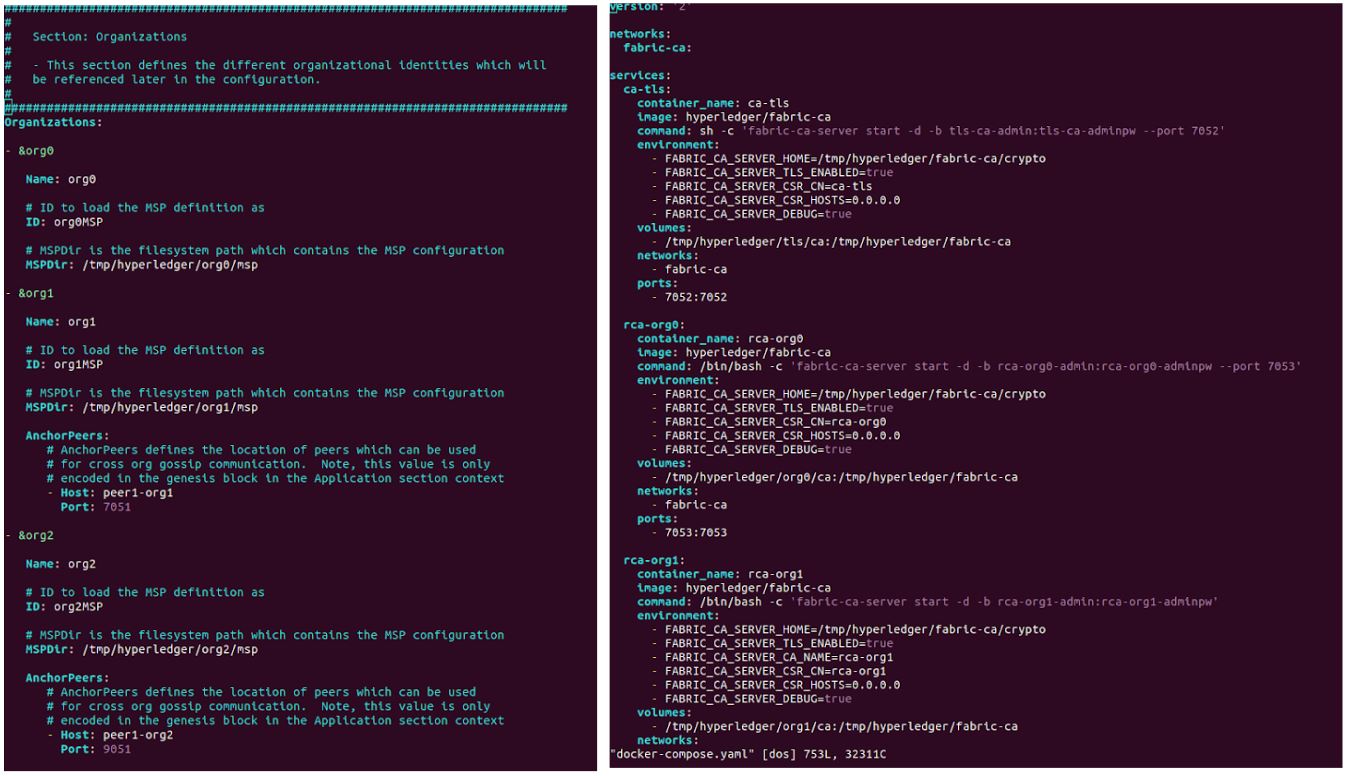 ################################################################################
#
#   Section: Organizations
#
#   - This section defines the different organizational identities which will
#   be referenced later in the configuration.
#
################################################################################
Organizations:
- &org0
Name: org0
# ID to load the MSP definition as
ID: org0MSP
# MSPDir is the filesystem path which contains the MSP configuration
MSPDir: /tmp/hyperledger/org0/msp
- &org1
Name: org1
# ID to load the MSP definition as
ID: org1MSP
# MSPDir is the filesystem path which contains the MSP configuration
MSPDir: /tmp/hyperledger/org1/msp
AnchorPeers:
# AnchorPeers defines the location of peers which can be used
# for cross org gossip communication.  Note, this value is only
# encoded in the genesis block in the Application section context
- Host: peer1-org1
Port: 7051
- &org2
Name: org2
# ID to load the MSP definition as
ID: org2MSP
# MSPDir is the filesystem path which contains the MSP configuration
MSPDir: /tmp/hyperledger/org2/msp
AnchorPeers:
# AnchorPeers defines the location of peers which can be used
# for cross org gossip communication.  Note, this value is only
# encoded in the genesis block in the Application section context
- Host: peer1-org2
Port: 9051
version: '2'
networks:
fabric-ca:
services:
ca-tls:
container_name: ca-tls
image: hyperledger/fabric-ca
command: sh -c 'fabric-ca-server start -d -b tls-ca-admin:tls-ca-adminpw --port 7052'
environment:
- FABRIC_CA_SERVER_HOME=/tmp/hyperledger/fabric-ca/crypto
- FABRIC_CA_SERVER_TLS_ENABLED=true
- FABRIC_CA_SERVER_CSR_CN=ca-tls
- FABRIC_CA_SERVER_CSR_HOSTS=0.0.0.0
- FABRIC_CA_SERVER_DEBUG=true
volumes:
- /tmp/hyperledger/tls/ca:/tmp/hyperledger/fabric-ca
networks:
- fabric-ca
ports:
- 7052:7052
rca-org0:
container_name: rca-org0
image: hyperledger/fabric-ca
command: /bin/bash -c 'fabric-ca-server start -d -b rca-org0-admin:rca-org0-adminpw --port 7053'
environment:
- FABRIC_CA_SERVER_HOME=/tmp/hyperledger/fabric-ca/crypto
- FABRIC_CA_SERVER_TLS_ENABLED=true
- FABRIC_CA_SERVER_CSR_CN=rca-org0
- FABRIC_CA_SERVER_CSR_HOSTS=0.0.0.0
- FABRIC_CA_SERVER_DEBUG=true
volumes:
- /tmp/hyperledger/org0/ca:/tmp/hyperledger/fabric-ca
networks:
- fabric-ca
ports:
- 7053:7053
rca-org1:
container_name: rca-org1
image: hyperledger/fabric-ca
command: /bin/bash -c 'fabric-ca-server start -d -b rca-org1-admin:rca-org1-adminpw'
environment:
- FABRIC_CA_SERVER_HOME=/tmp/hyperledger/fabric-ca/crypto
- FABRIC_CA_SERVER_TLS_ENABLED=true
- FABRIC_CA_SERVER_CA_NAME=rca-org1
- FABRIC_CA_SERVER_CSR_CN=rca-org1
- FABRIC_CA_SERVER_CSR_HOSTS=0.0.0.0
- FABRIC_CA_SERVER_DEBUG=true
volumes:
- /tmp/hyperledger/org1/ca:/tmp/hyperledger/fabric-ca
networks:
"docker-compose.yaml" [dos] 753L, 32311C